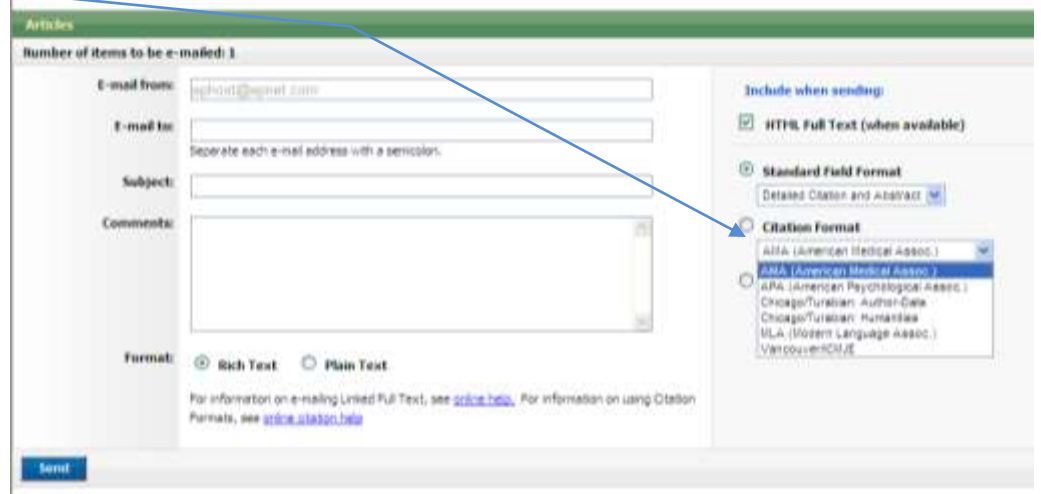 Articles
Number of items to be e-mailed: 1
E-mail from:
ephost@epnet.com
E-mail to:
Separate each e-mail address with a semicolon.
Subject:
Comments:
Format:
Rich Text
Plain Text
For information on e-mailing Linked Full Text, see online help. For information on using Citation
Formats, see online citation help
Include when sending:
HTML Full Text (when available)
Standard Field Format
Detailed Citation and Abstract
Citation Format
AMA (American Medical Assoc.)
AMA (American Medical Assoc.)
APA (American Psychological Assoc.)
Chicago/Turabian: Author-Date
Chicago/Turabian: Humanities
MLA (Modern Language Assoc.)
Vancouver/ICMJE
Send